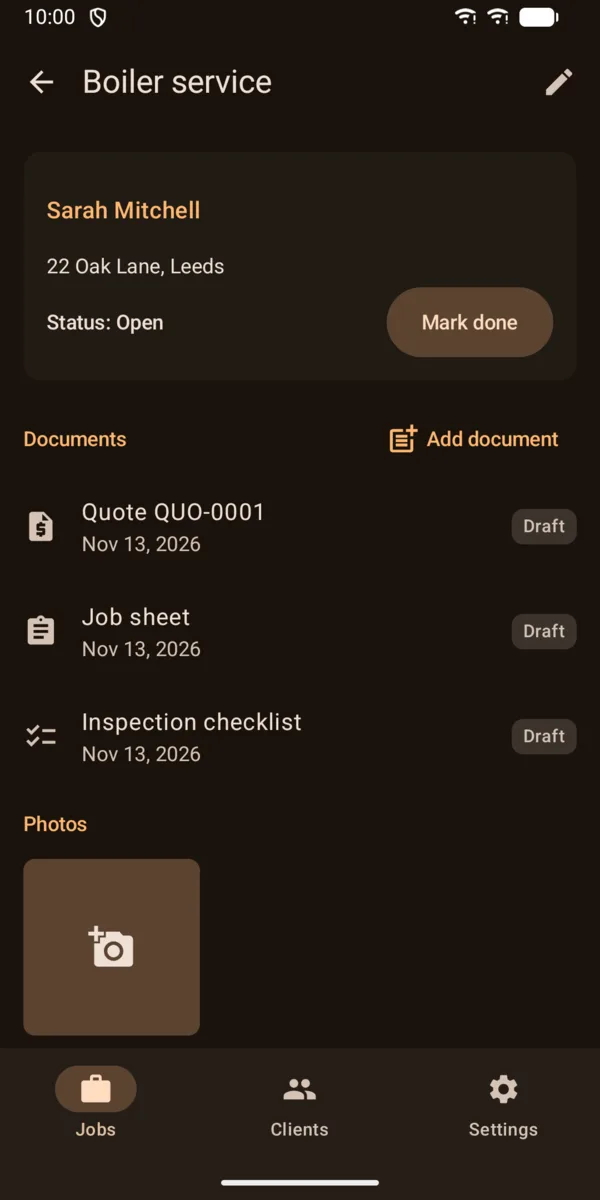 10:00
Boiler service
Sarah Mitchell
22 Oak Lane, Leeds
Status: Open
Mark done
Documents
Add document
Quote QUO-0001
Nov 13, 2026
Draft
Job sheet
Nov 13, 2026
Draft
Inspection checklist
Nov 13, 2026
Draft
Photos
Jobs
Clients
Settings